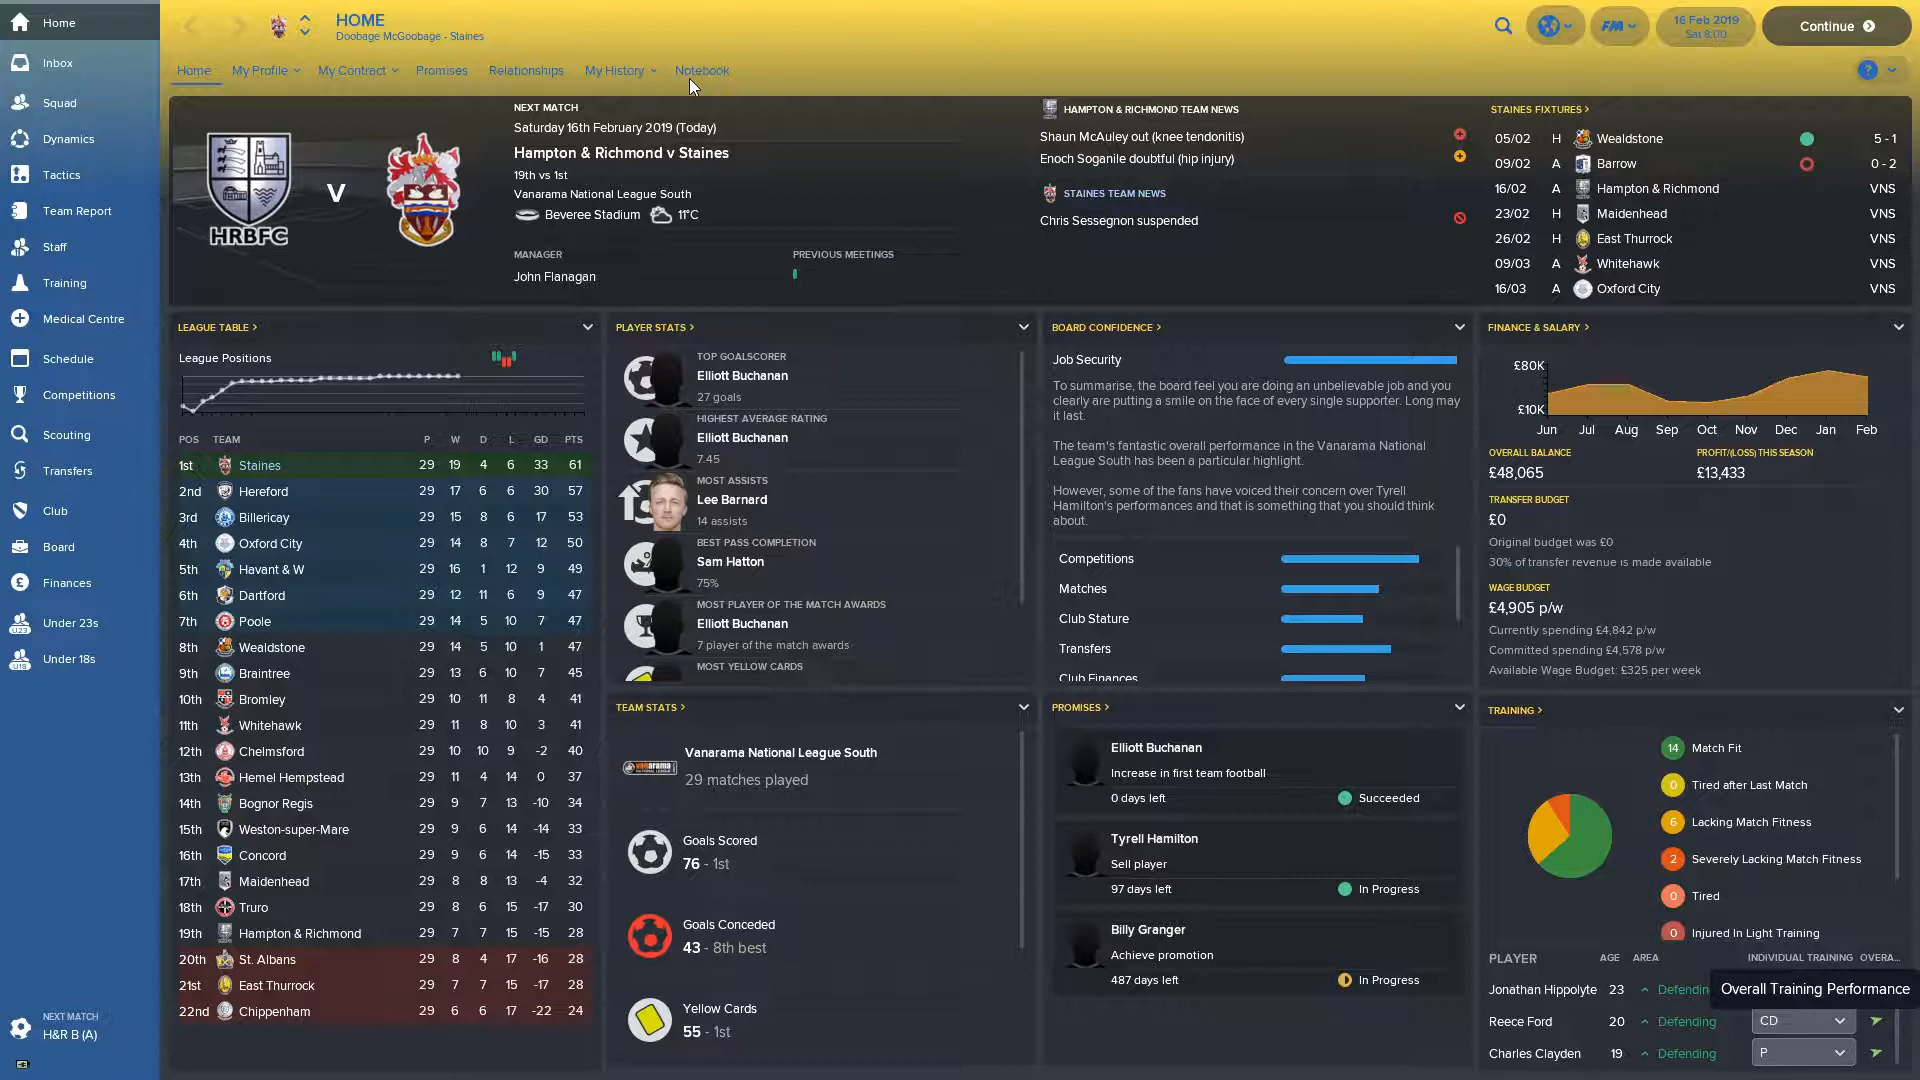 Home
Inbox
Squad
Dynamics
Tactics
Team Report
Staff
Training
Medical Centre
Schedule
Competitions
Scouting
Transfers
Club
Board
Finances
Under 23s
Under 18s
NEXT MATCH
H&R B (A)
HOME
Doobage McGoobage - Staines
FM
16 Feb 2019
Sat 8:00
Continue
Home My Profile My Contract Promises Relationships My History Notebook
?
HRBFC
V
NEXT MATCH
Saturday 16th February 2019 (Today)
Hampton & Richmond v Staines
19th vs 1st
Vanarama National League South
Beveree Stadium 11°C
MANAGER
John Flanagan
PREVIOUS MEETINGS
HAMPTON & RICHMOND TEAM NEWS
Shaun McAuley out (knee tendonitis)
Enoch Soganile doubtful (hip injury)
STAINES TEAM NEWS
Chris Sessegnon suspended
STAINES FIXTURES >
05/02 H Wealdstone 5 - 1
09/02 A Barrow 0 - 2
16/02 A Hampton & Richmond VNS
23/02 H Maidenhead VNS
26/02 H East Thurrock VNS
09/03 A Whitehawk VNS
16/03 A Oxford City VNS
LEAGUE TABLE >
League Positions
POS TEAM P W D L GD PTS
1st Staines 29 19 4 6 33 61
2nd Hereford 29 17 6 6 30 57
3rd Billericay 29 15 8 6 17 53
4th Oxford City 29 14 8 7 12 50
5th Havant & W 29 16 1 12 9 49
6th Dartford 29 12 11 6 9 47
7th Poole 29 14 5 10 7 47
8th Wealdstone 29 14 5 10 1 47
9th Braintree 29 13 6 10 7 45
10th Bromley 29 10 11 8 4 41
11th Whitehawk 29 11 8 10 3 41
12th Chelmsford 29 10 10 9 -2 40
13th Hemel Hempstead 29 11 4 14 0 37
14th Bognor Regis 29 9 7 13 -10 34
15th Weston-super-Mare 29 9 6 14 -14 33
16th Concord 29 9 6 14 -15 33
17th Maidenhead 29 8 8 13 -4 32
18th Truro 29 8 6 15 -17 30
19th Hampton & Richmond 29 7 7 15 -15 28
20th St. Albans 29 8 4 17 -16 28
21st East Thurrock 29 7 7 15 -17 28
22nd Chippenham 29 6 6 17 -22 24
PLAYER STATS >
TOP GOALSCORER
Elliott Buchanan
27 goals
HIGHEST AVERAGE RATING
Elliott Buchanan
7.45
MOST ASSISTS
Lee Barnard
14 assists
BEST PASS COMPLETION
Sam Hatton
75%
MOST PLAYER OF THE MATCH AWARDS
Elliott Buchanan
7 player of the match awards
MOST YELLOW CARDS
TEAM STATS >
Vanarama National League South
29 matches played
Goals Scored
76 - 1st
Goals Conceded
43 - 8th best
Yellow Cards
55 - 1st
BOARD CONFIDENCE >
Job Security
To summarise, the board feel you are doing an unbelievable job and you
clearly are putting a smile on the face of every single supporter. Long may
it last.
The team's fantastic overall performance in the Vanarama National
League South has been a particular highlight.
However, some of the fans have voiced their concern over Tyrell
Hamilton's performances and that is something that you should think
about.
Competitions
Matches
Club Stature
Transfers
Club Finances
PROMISES >
Elliott Buchanan
Increase in first team football
0 days left Succeeded
Tyrell Hamilton
Sell player
97 days left In Progress
Billy Granger
Achieve promotion
487 days left In Progress
FINANCE & SALARY >
£80K
£10K
Jun Jul Aug Sep Oct Nov Dec Jan Feb
OVERALL BALANCE
£48,065
PROFIT/(LOSS) THIS SEASON
£13,433
TRANSFER BUDGET
£0
Original budget was £0
30% of transfer revenue is made available
WAGE BUDGET
£4,905 p/w
Currently spending £4,842 p/w
Committed spending £4,578 p/w
Available Wage Budget: £325 per week
TRAINING >
14 Match Fit
0 Tired after Last Match
6 Lacking Match Fitness
2 Severely Lacking Match Fitness
0 Tired
0 Injured In Light Training
PLAYER AGE AREA INDIVIDUAL TRAINING OVERA...
Jonathan Hippolyte 23 Defending
Overall Training Performance
Reece Ford 20 Defending CD
Charles Clayden 19 Defending P